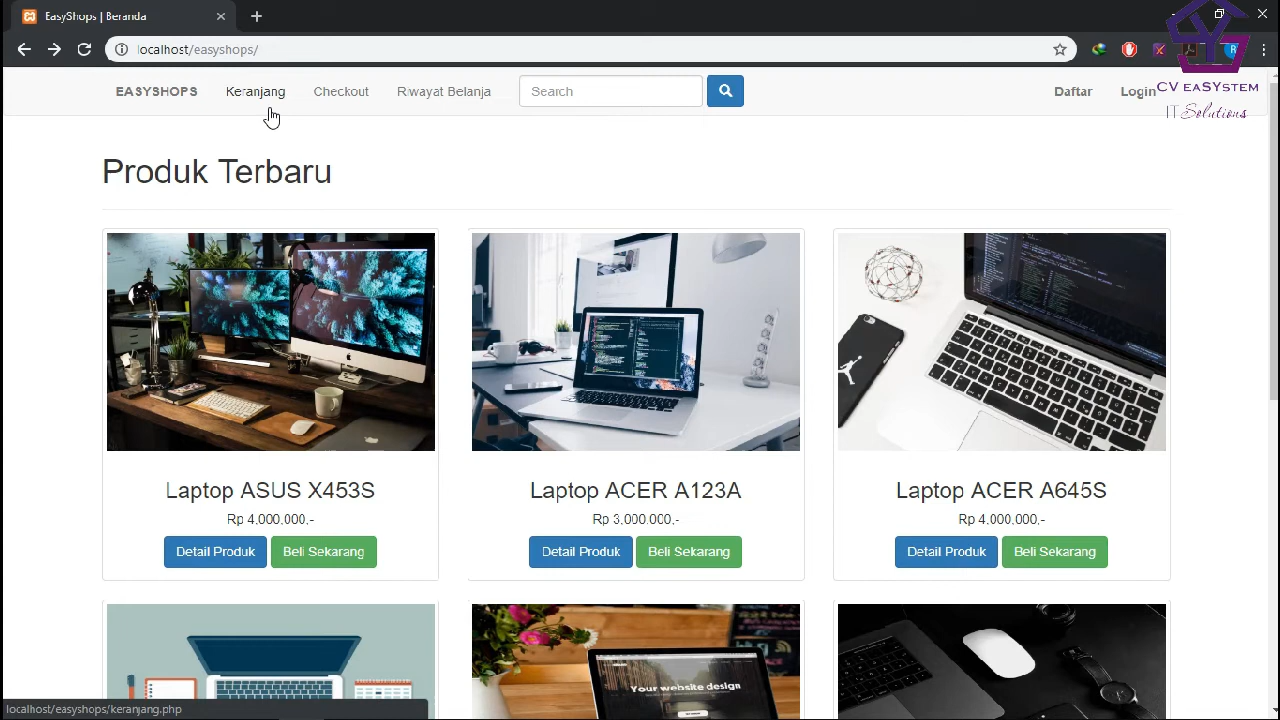 EasyShops | Beranda
localhost/easyshops/
CV EASYSTEM
IT Solutions
EASYSHOPS Keranjang Checkout Riwayat Belanja Search Daftar Login
Produk Terbaru
Laptop ASUS X453S
Rp 4.000.000,-
Detail Produk Beli Sekarang
Laptop ACER A123A
Rp 3.000.000,-
Detail Produk Beli Sekarang
Laptop ACER A645S
Rp 4.000.000,-
Detail Produk Beli Sekarang
Your website design
localhost/easyshops/keranjang.php